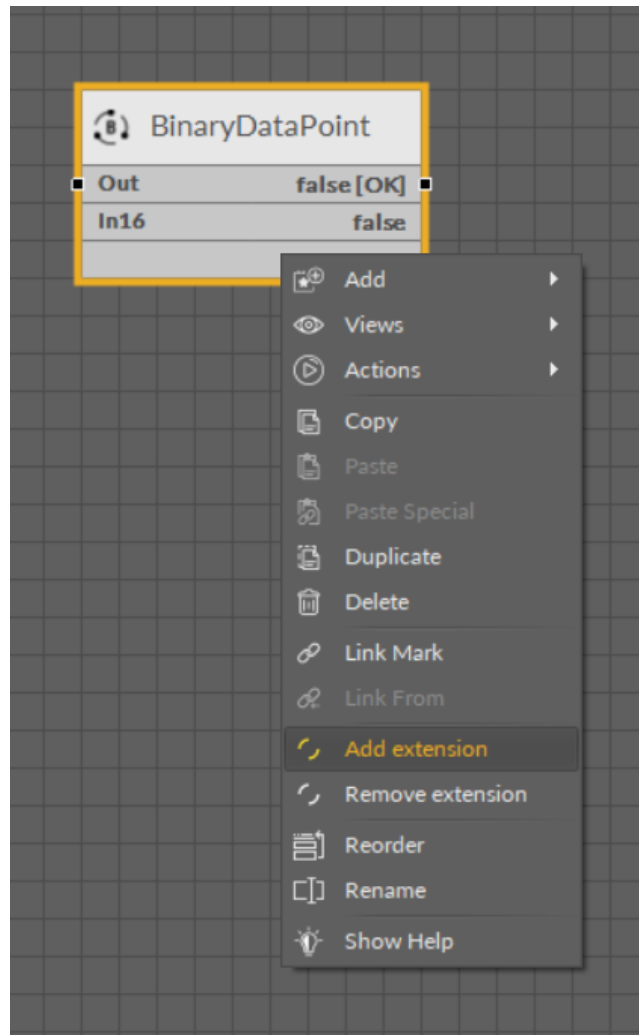 BinaryDataPoint
Out false [OK]
In16 false
Add
Views
Actions
Copy
Paste
Paste Special
Duplicate
Delete
Link Mark
Link From
Add extension
Remove extension
Reorder
Rename
Show Help